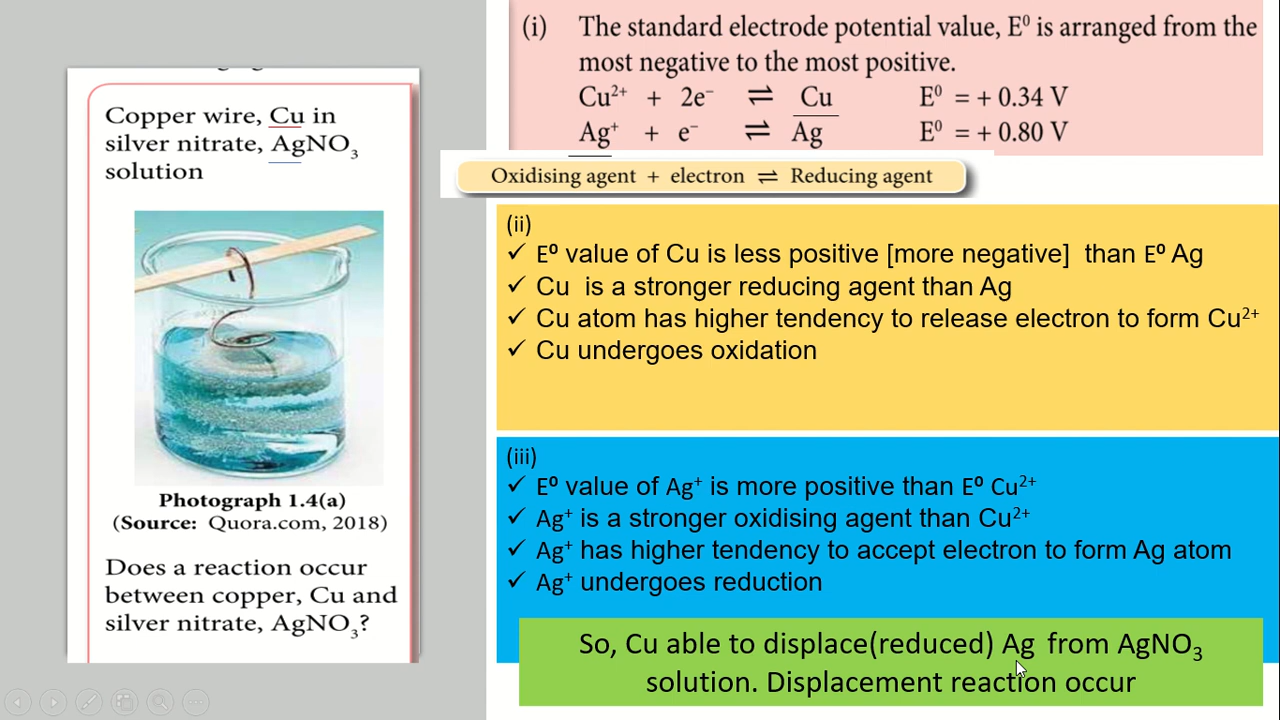 Copper wire, Cu in
silver nitrate, AgNO₃
solution
Photograph 1.4(a)
(Source: Quora.com, 2018)
Does a reaction occur
between copper, Cu and
silver nitrate, AgNO₃?
(i) The standard electrode potential value, E⁰ is arranged from the
most negative to the most positive.
Cu²⁺ + 2e⁻ ⇌ Cu E⁰ = + 0.34 V
Ag⁺ + e⁻ ⇌ Ag E⁰ = + 0.80 V
Oxidising agent + electron ⇌ Reducing agent
(ii)
✓ E⁰ value of Cu is less positive [more negative] than E⁰ Ag
✓ Cu is a stronger reducing agent than Ag
✓ Cu atom has higher tendency to release electron to form Cu²⁺
✓ Cu undergoes oxidation
(iii)
✓ E⁰ value of Ag⁺ is more positive than E⁰ Cu²⁺
✓ Ag⁺ is a stronger oxidising agent than Cu²⁺
✓ Ag⁺ has higher tendency to accept electron to form Ag atom
✓ Ag⁺ undergoes reduction
So, Cu able to displace(reduced) Ag from AgNO₃
solution. Displacement reaction occur